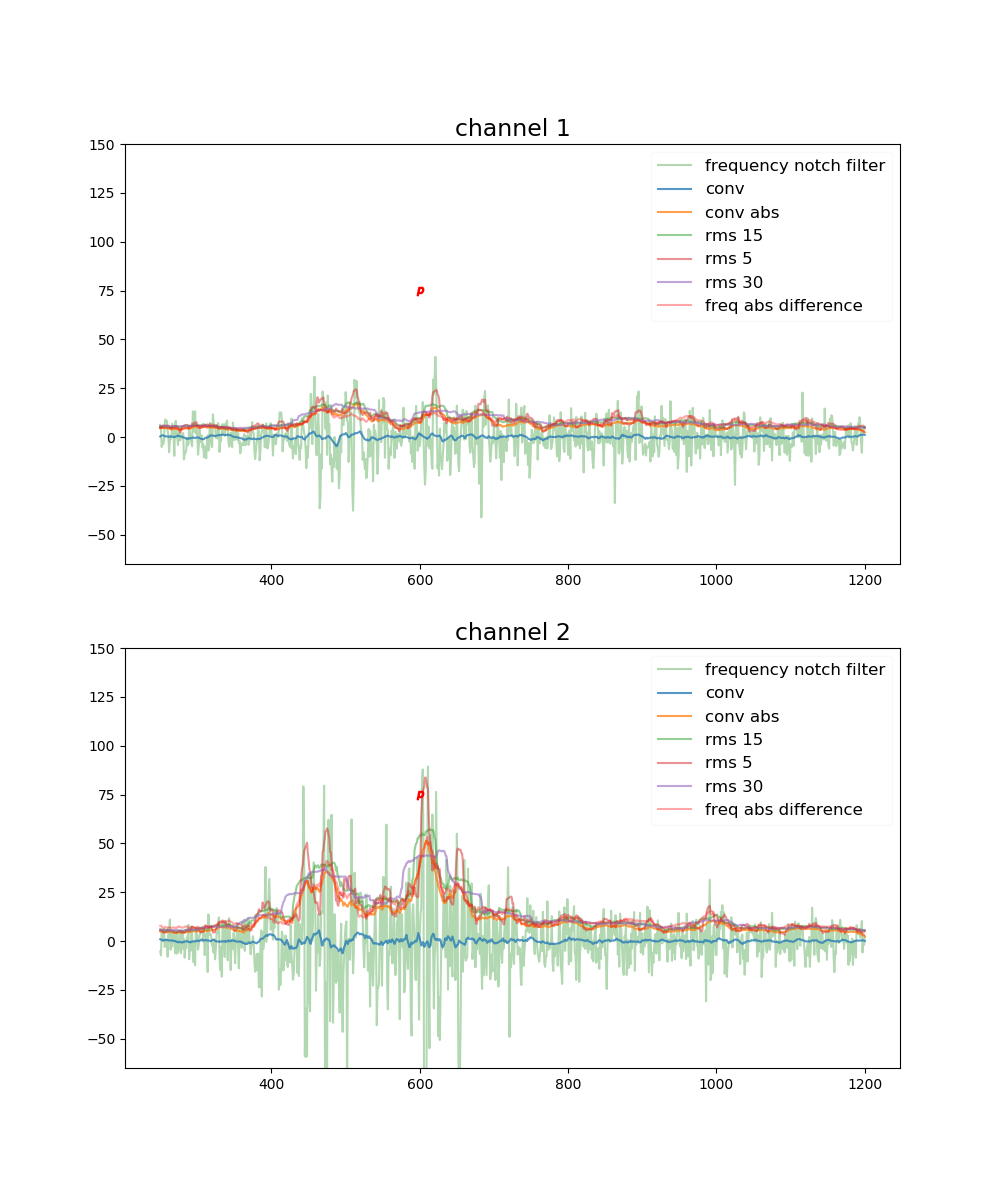 channel 1
150
125
100
75
50
25
0
−25
−50
frequency notch filter
conv
conv abs
rms 15
rms 5
rms 30
freq abs difference
p
400 600 800 1000 1200
channel 2
150
125
100
75
50
25
0
−25
−50
frequency notch filter
conv
conv abs
rms 15
rms 5
rms 30
freq abs difference
p
400 600 800 1000 1200